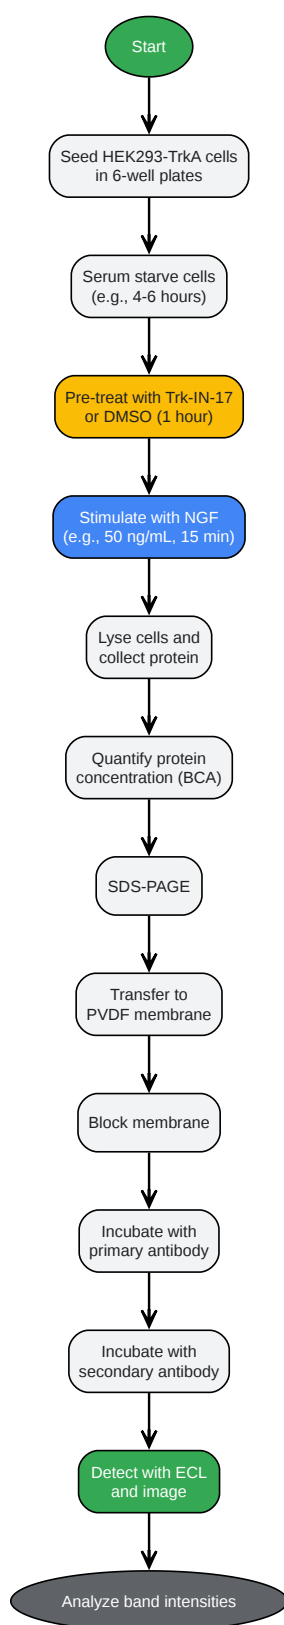 Start
Seed HEK293-TrkA cells
in 6-well plates
Serum starve cells
(e.g., 4-6 hours)
Pre-treat with Trk-IN-17
or DMSO (1 hour)
Stimulate with NGF
(e.g., 50 ng/mL, 15 min)
Lyse cells and
collect protein
Quantify protein
concentration (BCA)
SDS-PAGE
Transfer to
PVDF membrane
Block membrane
Incubate with
primary antibody
Incubate with
secondary antibody
Detect with ECL
and image
Analyze band intensities